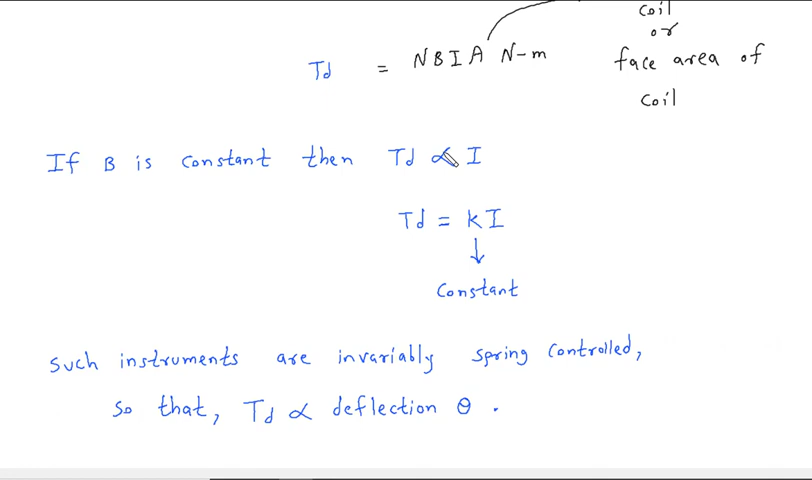 coil
or
Td = NBIA N-m face area of
coil
If B is constant then Td ∝ I
Td = KI
↓
Constant
Such instruments are invariably spring controlled,
so that, Td ∝ deflection θ.